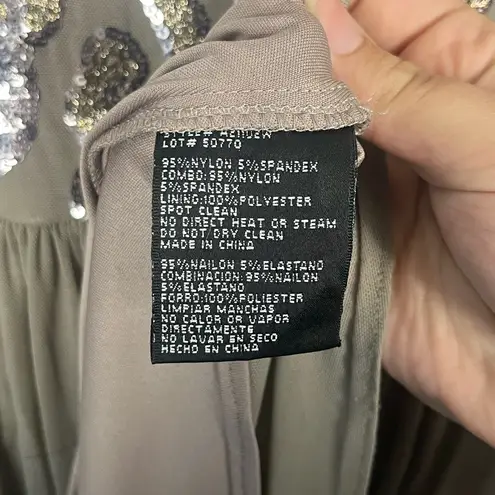 STYLE#
LOT# 50770
95%NYLON 5%SPANDEX
COMBO: 95%NYLON
5%SPANDEX
LINING:100%POLYESTER
SPOT CLEAN
NO DIRECT HEAT OR STEAM
DO NOT DRY CLEAN
MADE IN CHINA
95%NAILON 5%ELASTANO
COMBINACION: 95%NAILON
5%ELASTANO
FORRO:100%POLIESTER
LIMPIAR MANCHAS
NO CALOR O VAPOR
DIRECTAMENTE
NO LAVAR EN SECO
HECHO EN CHINA